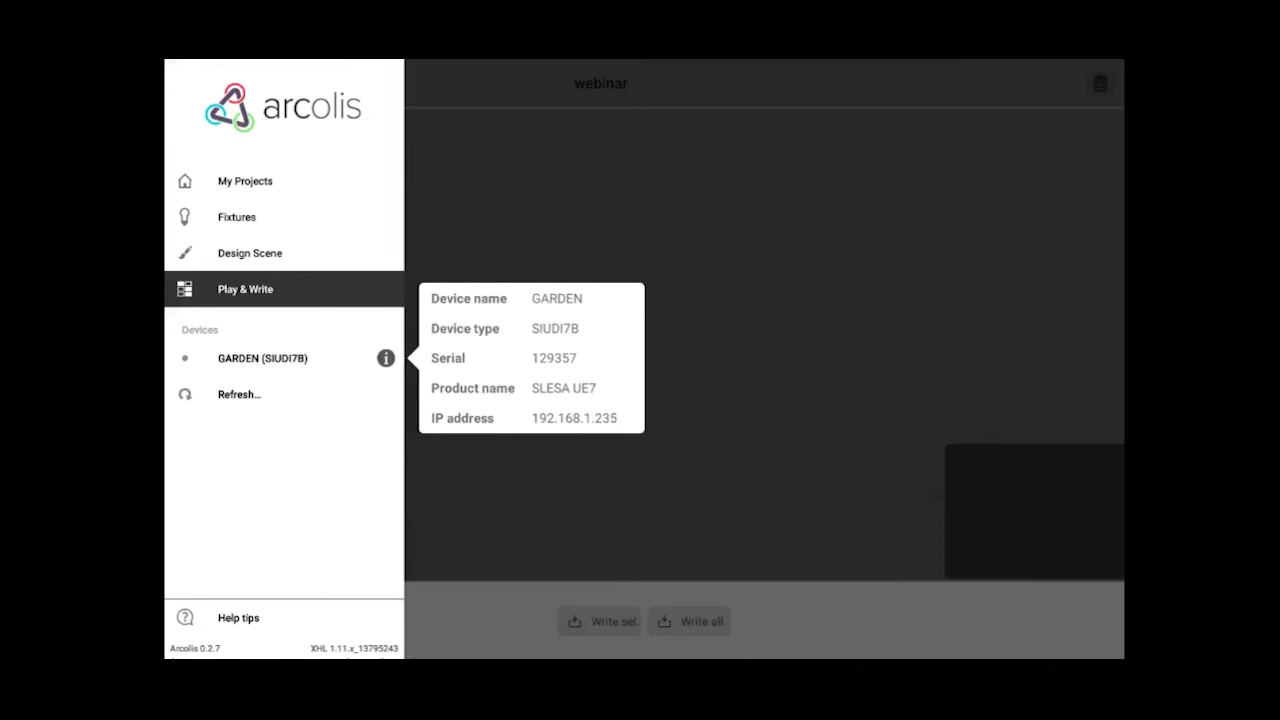 arcolis
webinar
My Projects
Fixtures
Design Scene
Play & Write
Devices
GARDEN (SIUDI7B)
Refresh...
Device name GARDEN
Device type SIUDI7B
Serial 129357
Product name SLESA UE7
IP address 192.168.1.235
Write sel.
Write all
Help tips
Arcolis 0.2.7 XHL 1.11.x_13795243